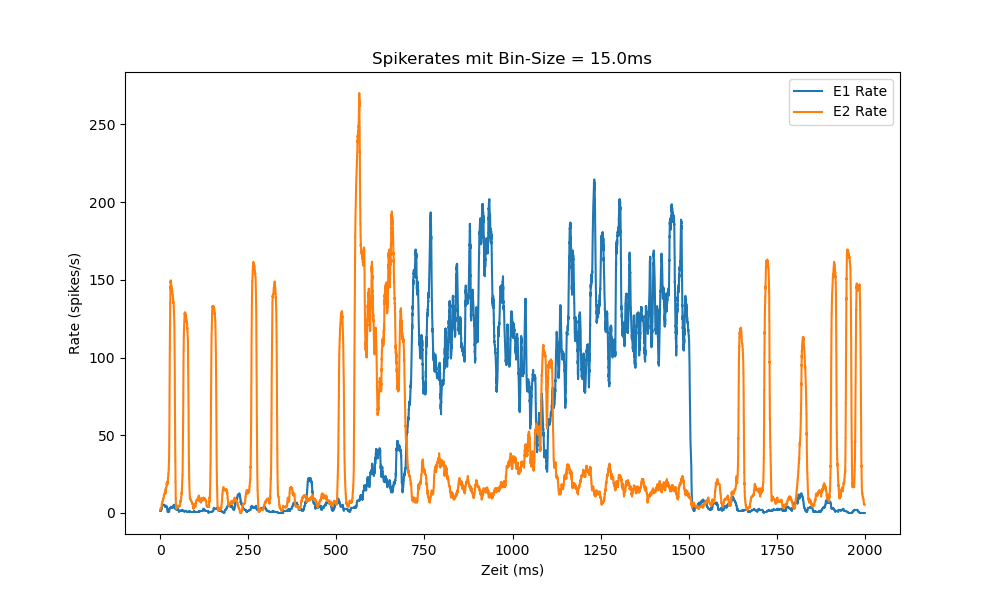 Spikerates mit Bin-Size = 15.0ms
E1 Rate
E2 Rate
250
200
150
100
50
0
Rate (spikes/s)
0 250 500 750 1000 1250 1500 1750 2000
Zeit (ms)